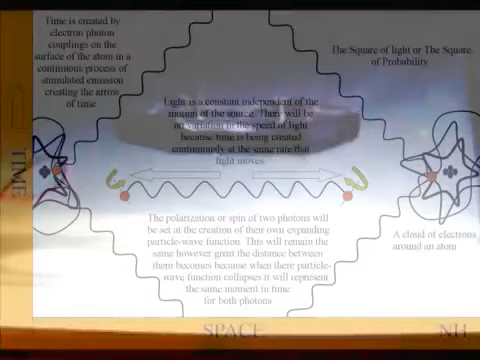 Time is created by
electron photon
couplings on the
surface of the atom in a
continuous process of
stimulated emission
creating the arrow
of time
The Square of light or The Square
of Probability
Light is a constant independent of the
motion of the source. There will be
no variation in the speed of light
because time is being created
continuously at the same rate that
light moves
TIME
The polarization or spin of two photons will
be set at the creation of their own expanding
particle-wave function. This will remain the
same however great the distance between
them becomes because when there particle-
wave function collapses it will represent
the same moment in time
for both photons
A cloud of electrons
around an atom
SPACE
NH